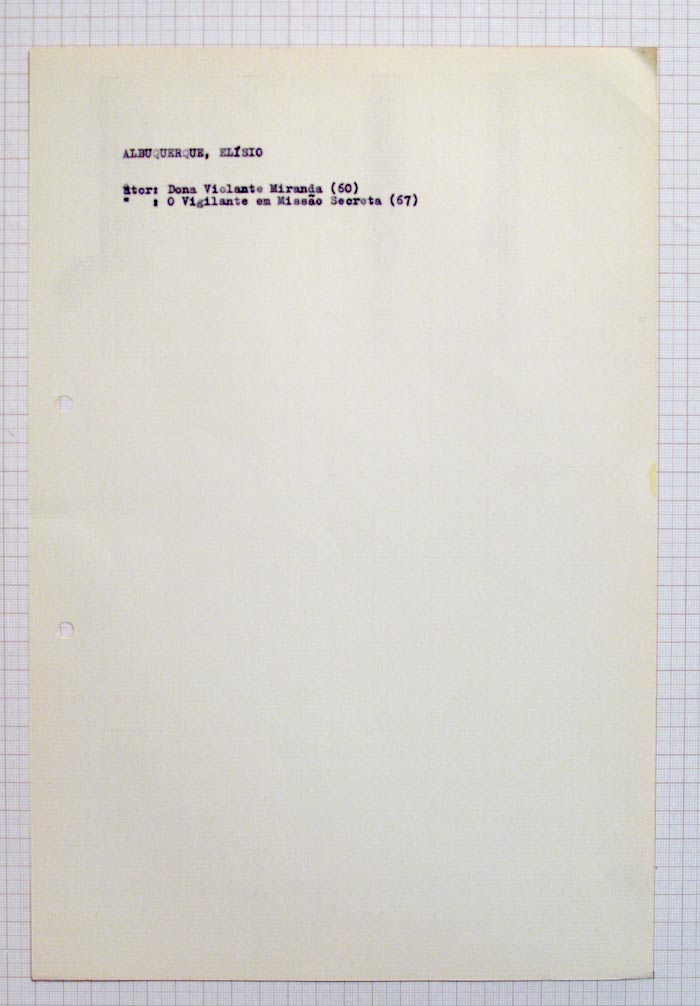 ALBUQUERQUE, ELÍSIO
Ator: Dona Violante Miranda (60)
" : O Vigilante em Missão Secreta (67)